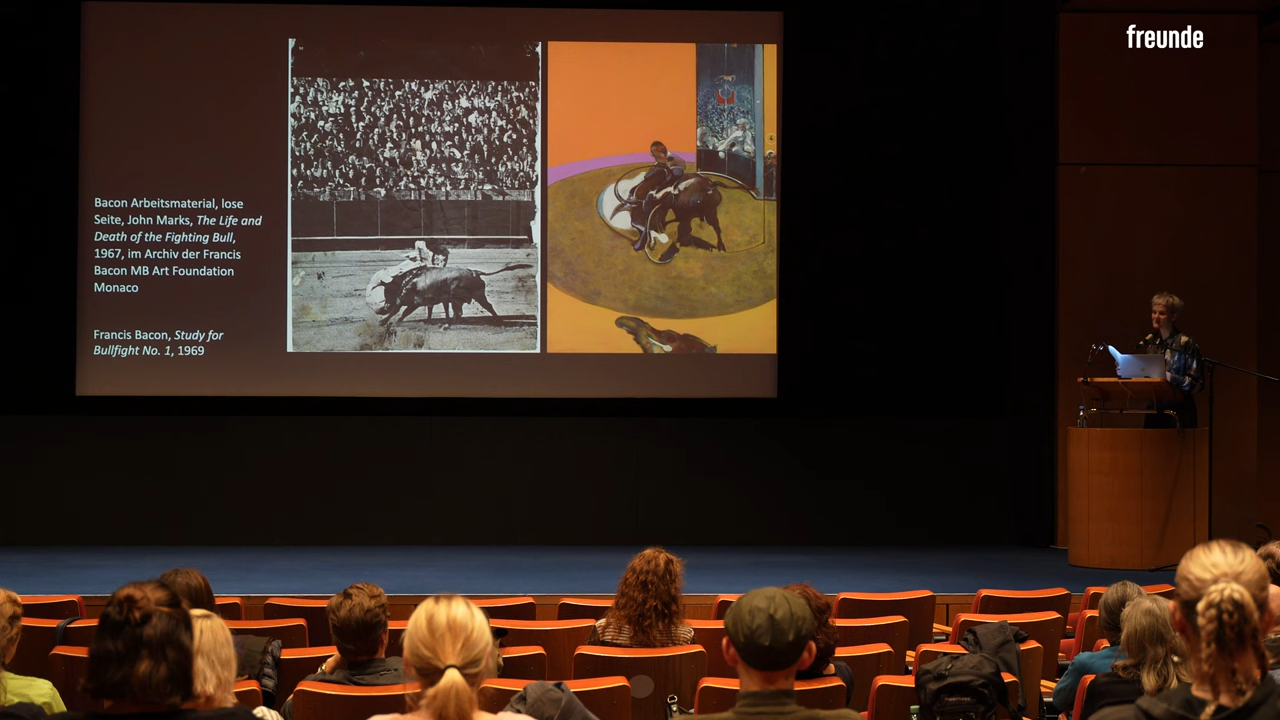 freunde
Bacon Arbeitsmaterial, lose
Seite, John Marks, The Life and
Death of the Fighting Bull,
1967, im Archiv der Francis
Bacon MB Art Foundation
Monaco
Francis Bacon, Study for
Bullfight No. 1, 1969